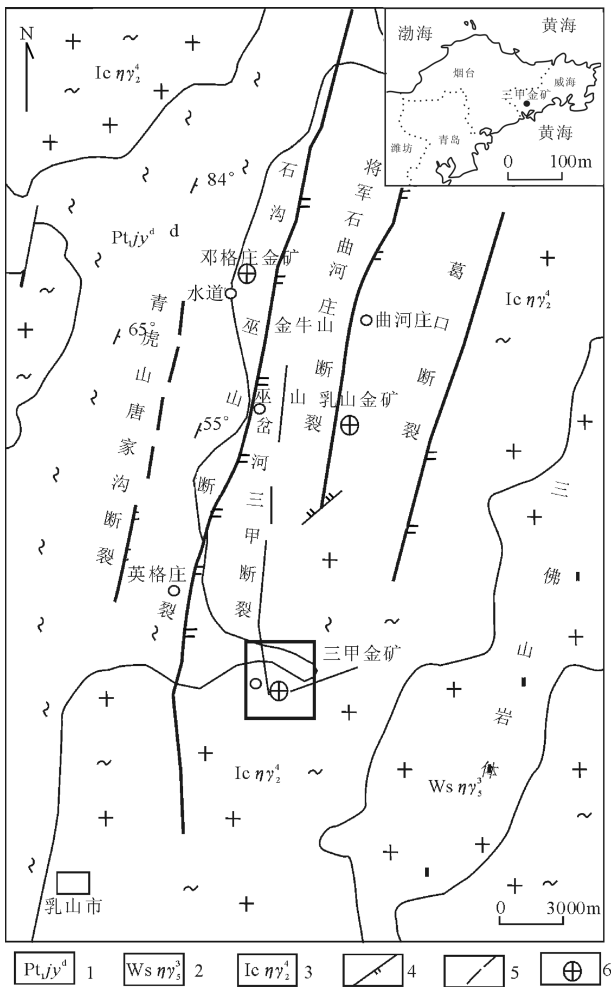 N
Ic ηγ₂⁴
渤海
黄海
烟台
威海
三甲金矿
黄海
潍坊
青岛
0 100m
84°
石沟
巫山
断裂
将军石曲河庄
断裂
Pt₁jyᵈ
d
邓格庄金矿
水道
葛
断裂
Ic ηγ₂⁴
青虎山唐家沟断裂
65°
金牛山
曲河庄口
巫山
乳山金矿
55°
岔河三甲断裂
三佛山岩体
英格庄
三甲金矿
Ic ηγ₂⁴
Ws ηγ₅³
乳山市
0 3000m
Pt₁jyᵈ 1
Ws ηγ₅³ 2
Ic ηγ₂⁴ 3
4
5
6